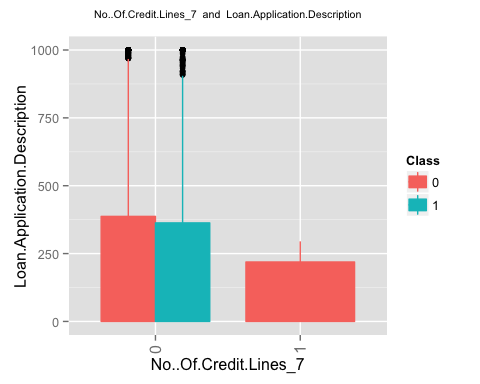 No..Of.Credit.Lines_7 and Loan.Application.Description
Loan.Application.Description
1000
750
500
250
0
0
1
No..Of.Credit.Lines_7
Class
0
1